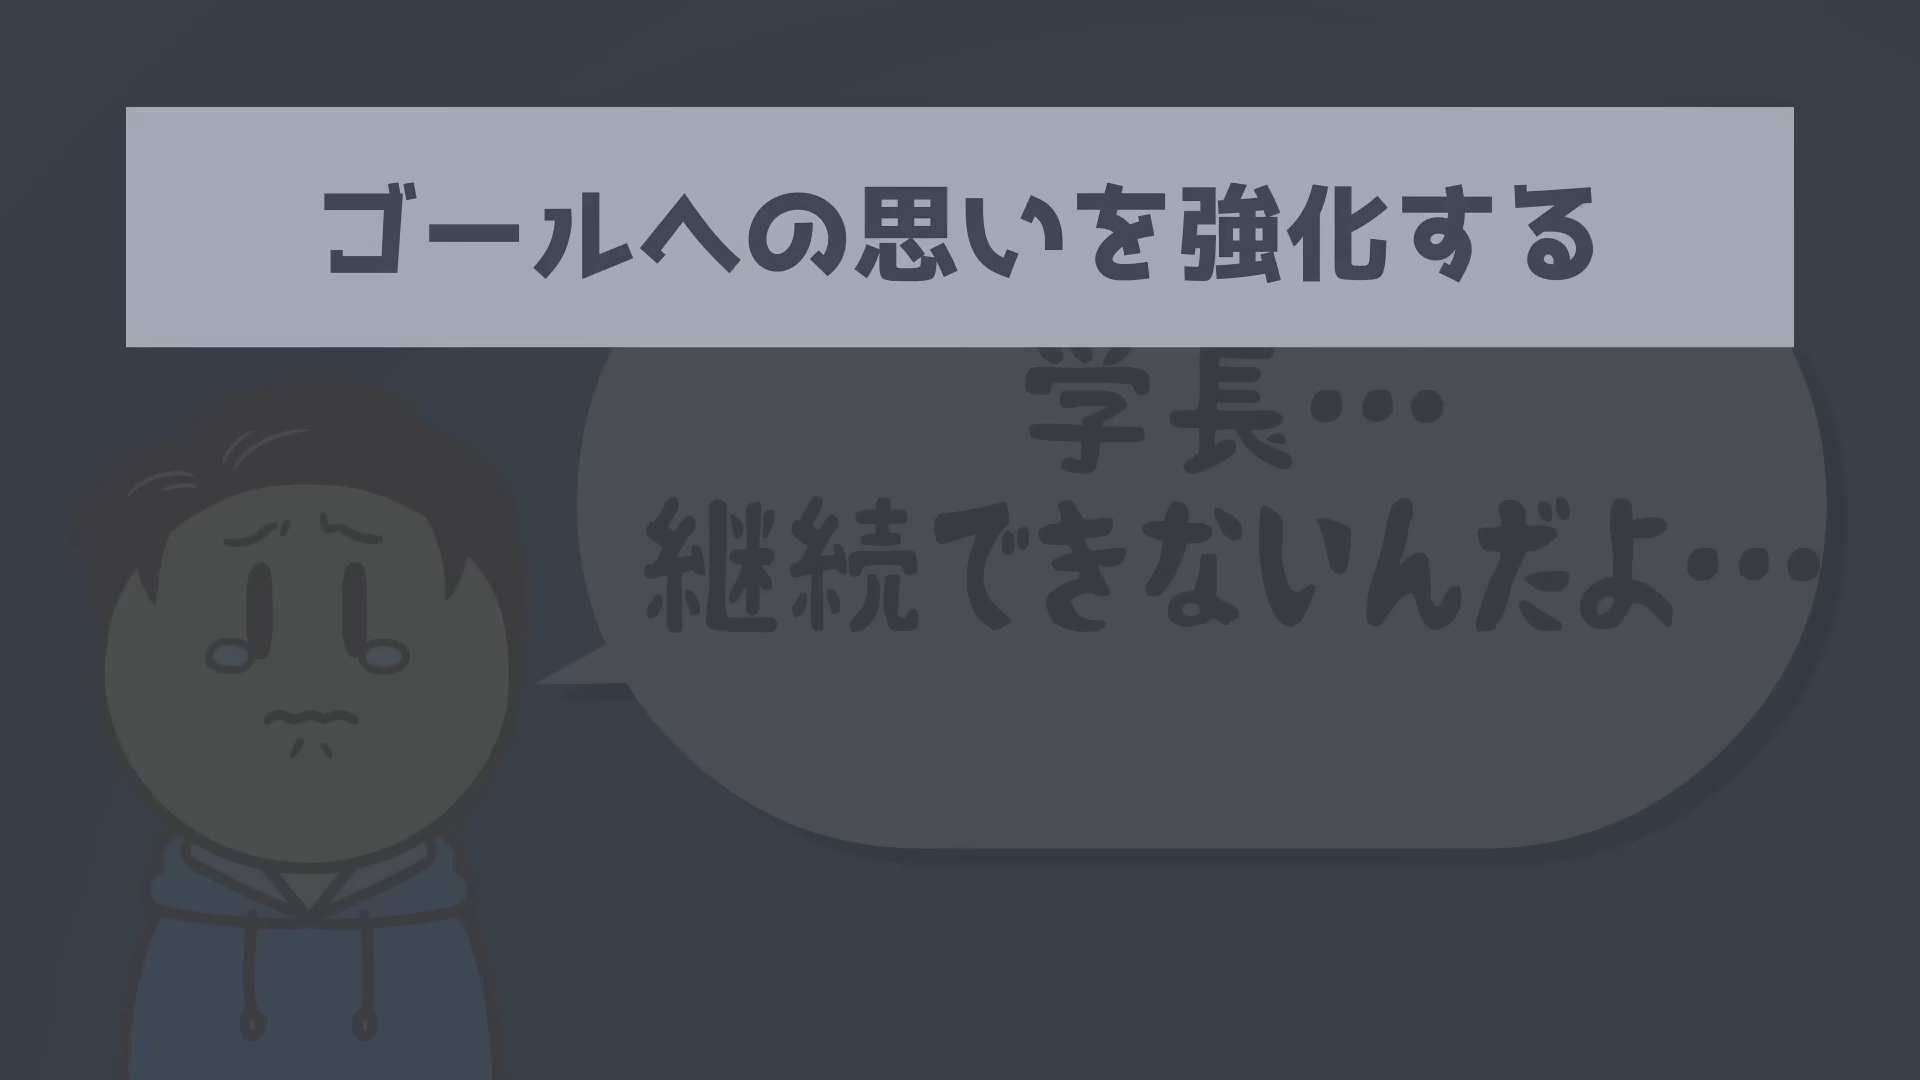 ゴールへの思いを強化する
学長…
継続できないんだよ…